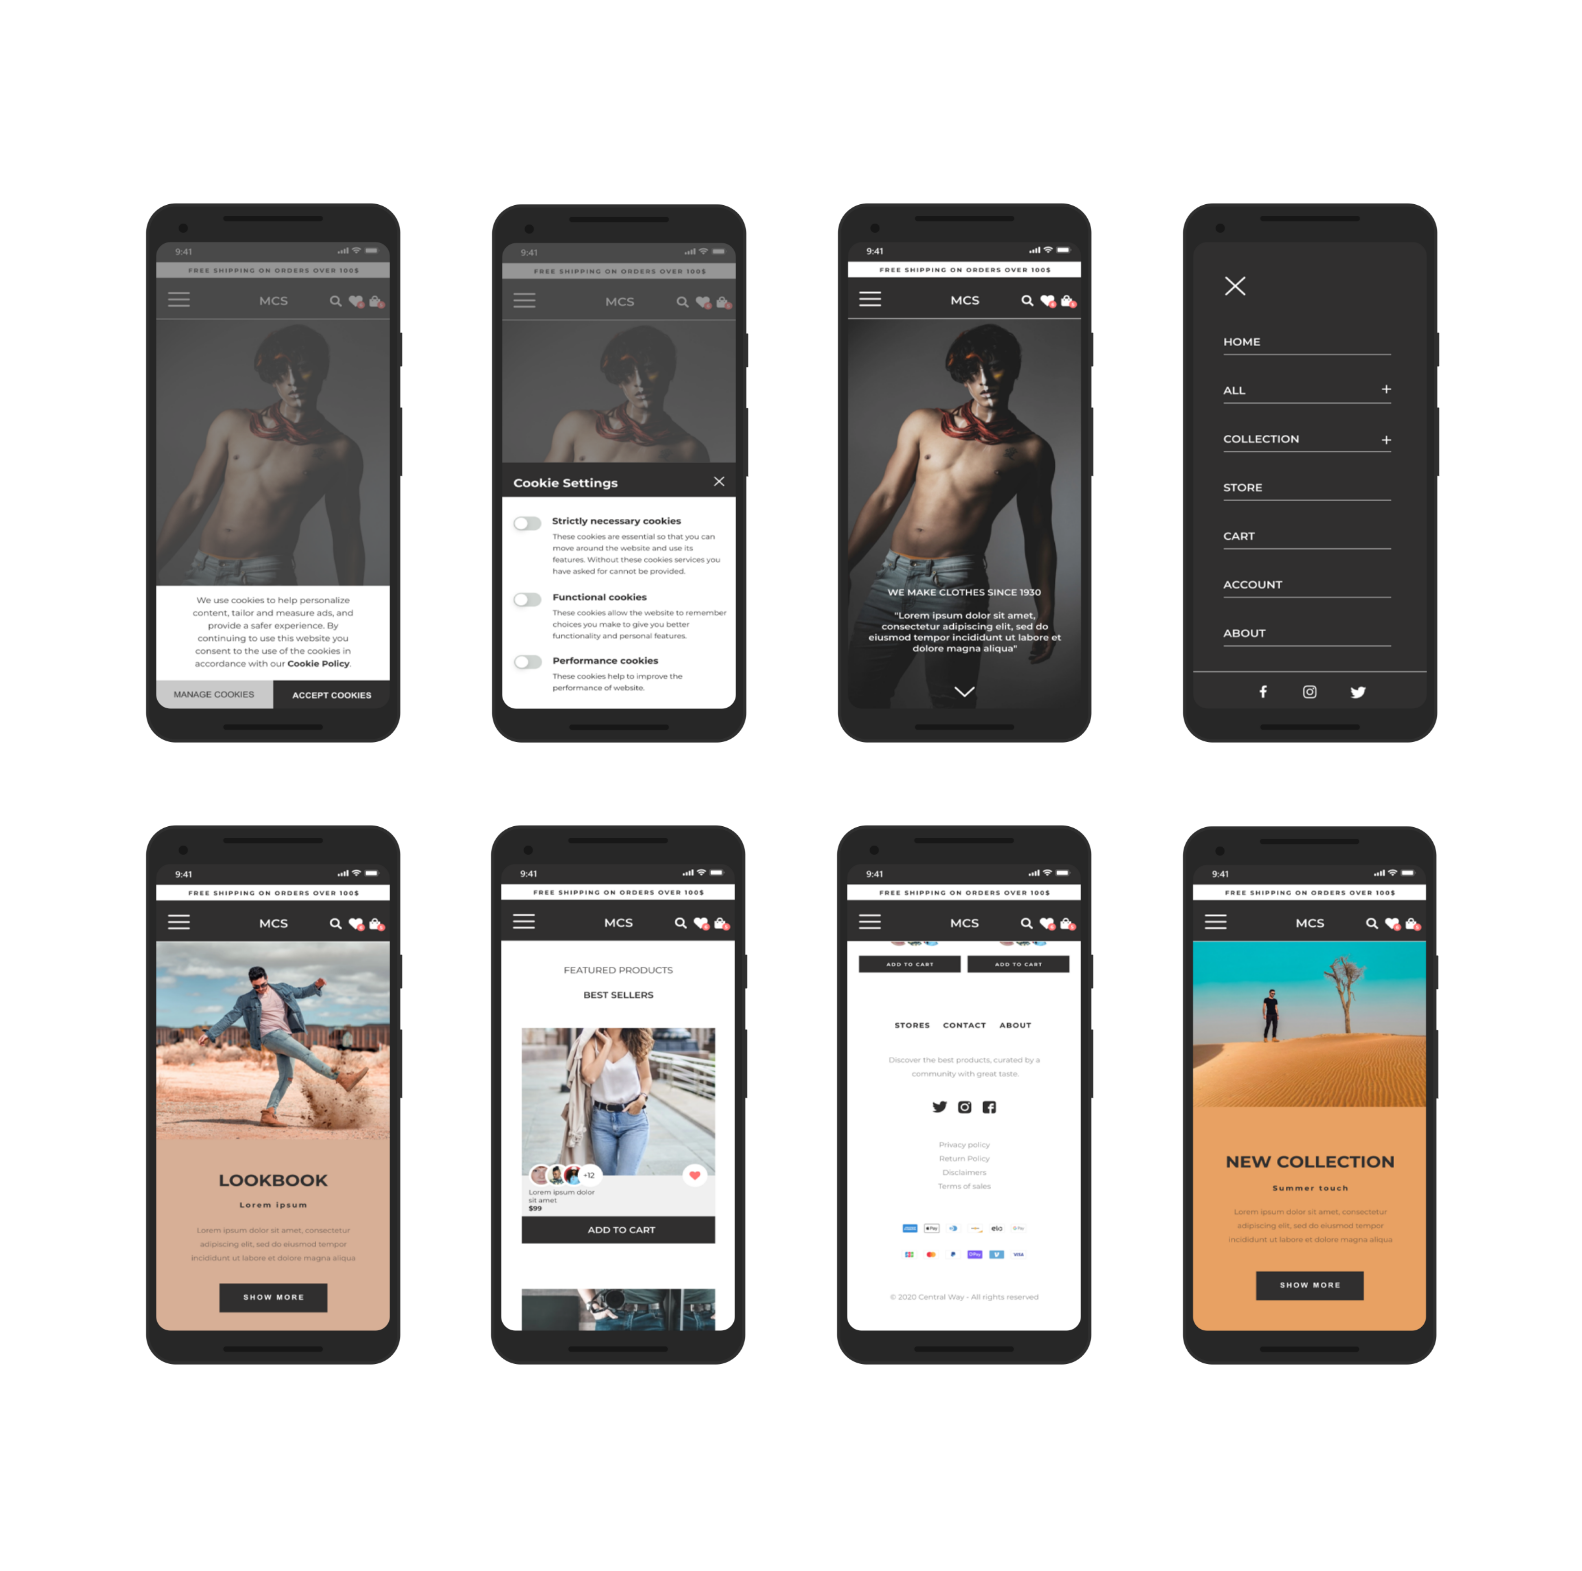 9:41
FREE SHIPPING ON ORDERS OVER 100$
MCS
We use cookies to help personalize
content, tailor and measure ads, and
provide a safer experience. By
continuing to use this website you
consent to the use of the cookies in
accordance with our Cookie Policy.
MANAGE COOKIES
ACCEPT COOKIES
9:41
FREE SHIPPING ON ORDERS OVER 100$
MCS
Cookie Settings
Strictly necessary cookies
These cookies are essential so that you can
move around the website and use its
features. Without these cookies services you
have asked for cannot be provided.
Functional cookies
These cookies allow the website to remember
choices you make to give you better
functionality and personal features.
Performance cookies
These cookies help to improve the
performance of website.
9:41
FREE SHIPPING ON ORDERS OVER 100$
MCS
WE MAKE CLOTHES SINCE 1930
"Lorem ipsum dolor sit amet,
consectetur adipiscing elit, sed do
eiusmod tempor incididunt ut labore et
dolore magna aliqua"
HOME
ALL +
COLLECTION +
STORE
CART
ACCOUNT
ABOUT
9:41
FREE SHIPPING ON ORDERS OVER 100$
MCS
LOOKBOOK
Lorem ipsum
Lorem ipsum dolor sit amet, consectetur
adipiscing elit, sed do eiusmod tempor
incididunt ut labore et dolore magna aliqua
SHOW MORE
9:41
FREE SHIPPING ON ORDERS OVER 100$
MCS
FEATURED PRODUCTS
BEST SELLERS
+12
Lorem ipsum dolor
sit amet
$99
ADD TO CART
9:41
FREE SHIPPING ON ORDERS OVER 100$
MCS
ADD TO CART
ADD TO CART
STORES CONTACT ABOUT
Discover the best products, curated by a
community with great taste.
Privacy policy
Return Policy
Disclaimers
Terms of sales
Pay elo G Pay
VISA
© 2020 Central Way - All rights reserved
9:41
FREE SHIPPING ON ORDERS OVER 100$
MCS
NEW COLLECTION
Summer touch
Lorem ipsum dolor sit amet, consectetur
adipiscing elit, sed do eiusmod tempor
incididunt ut labore et dolore magna aliqua
SHOW MORE